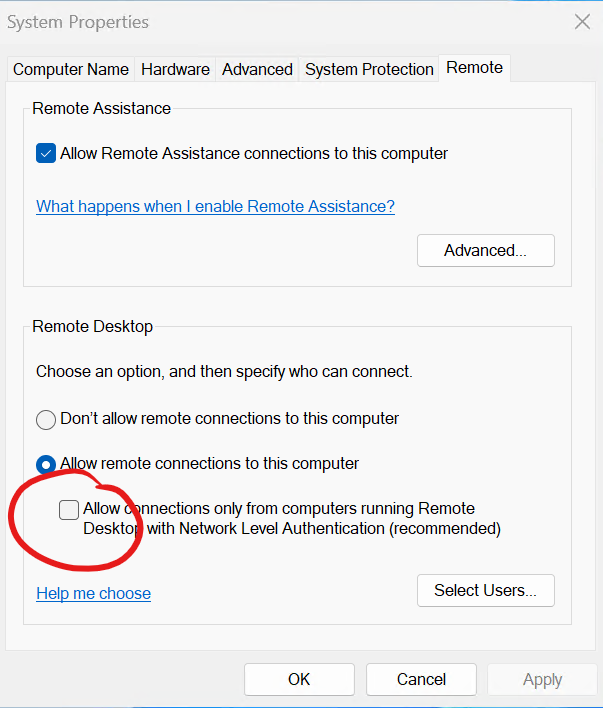 System Properties
Computer Name Hardware Advanced System Protection Remote
Remote Assistance
Allow Remote Assistance connections to this computer
What happens when I enable Remote Assistance?
Advanced...
Remote Desktop
Choose an option, and then specify who can connect.
Don't allow remote connections to this computer
Allow remote connections to this computer
Allow connections only from computers running Remote
Desktop with Network Level Authentication (recommended)
Help me choose
Select Users...
OK Cancel Apply